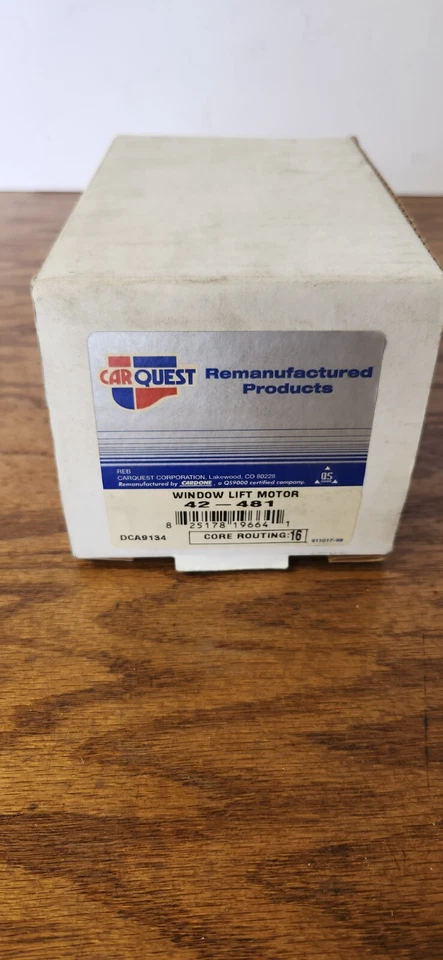 CARQUEST
Remanufactured
Products
REB
CARQUEST CORPORATION, Lakewood, CO 80228
Remanufactured by CARDONE, a QS9000 certified company.
QS
WINDOW LIFT MOTOR
42-481
8 25178 19664 1
DCA9134
CORE ROUTING: 16